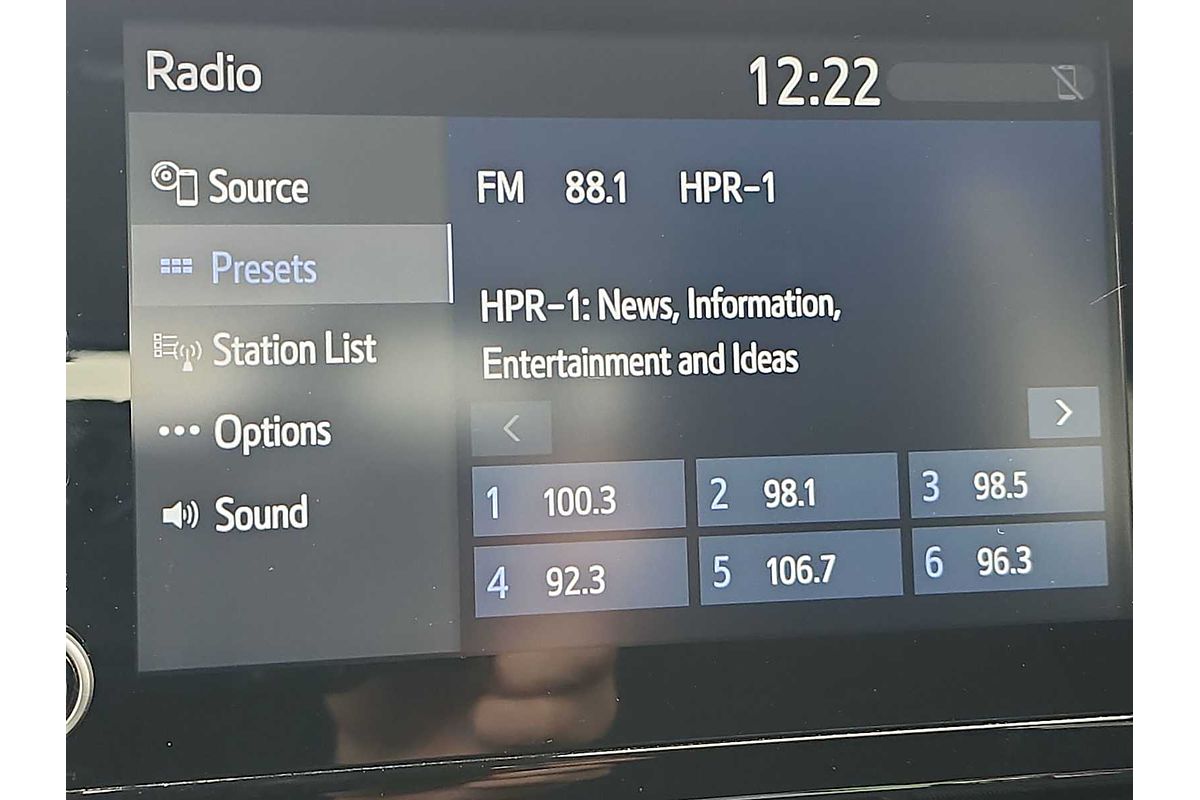 Radio
12:22
Source
Presets
Station List
Options
Sound
FM 88.1 HPR-1
HPR-1: News, Information,
Entertainment and Ideas
1 100.3
2 98.1
3 98.5
4 92.3
5 106.7
6 96.3